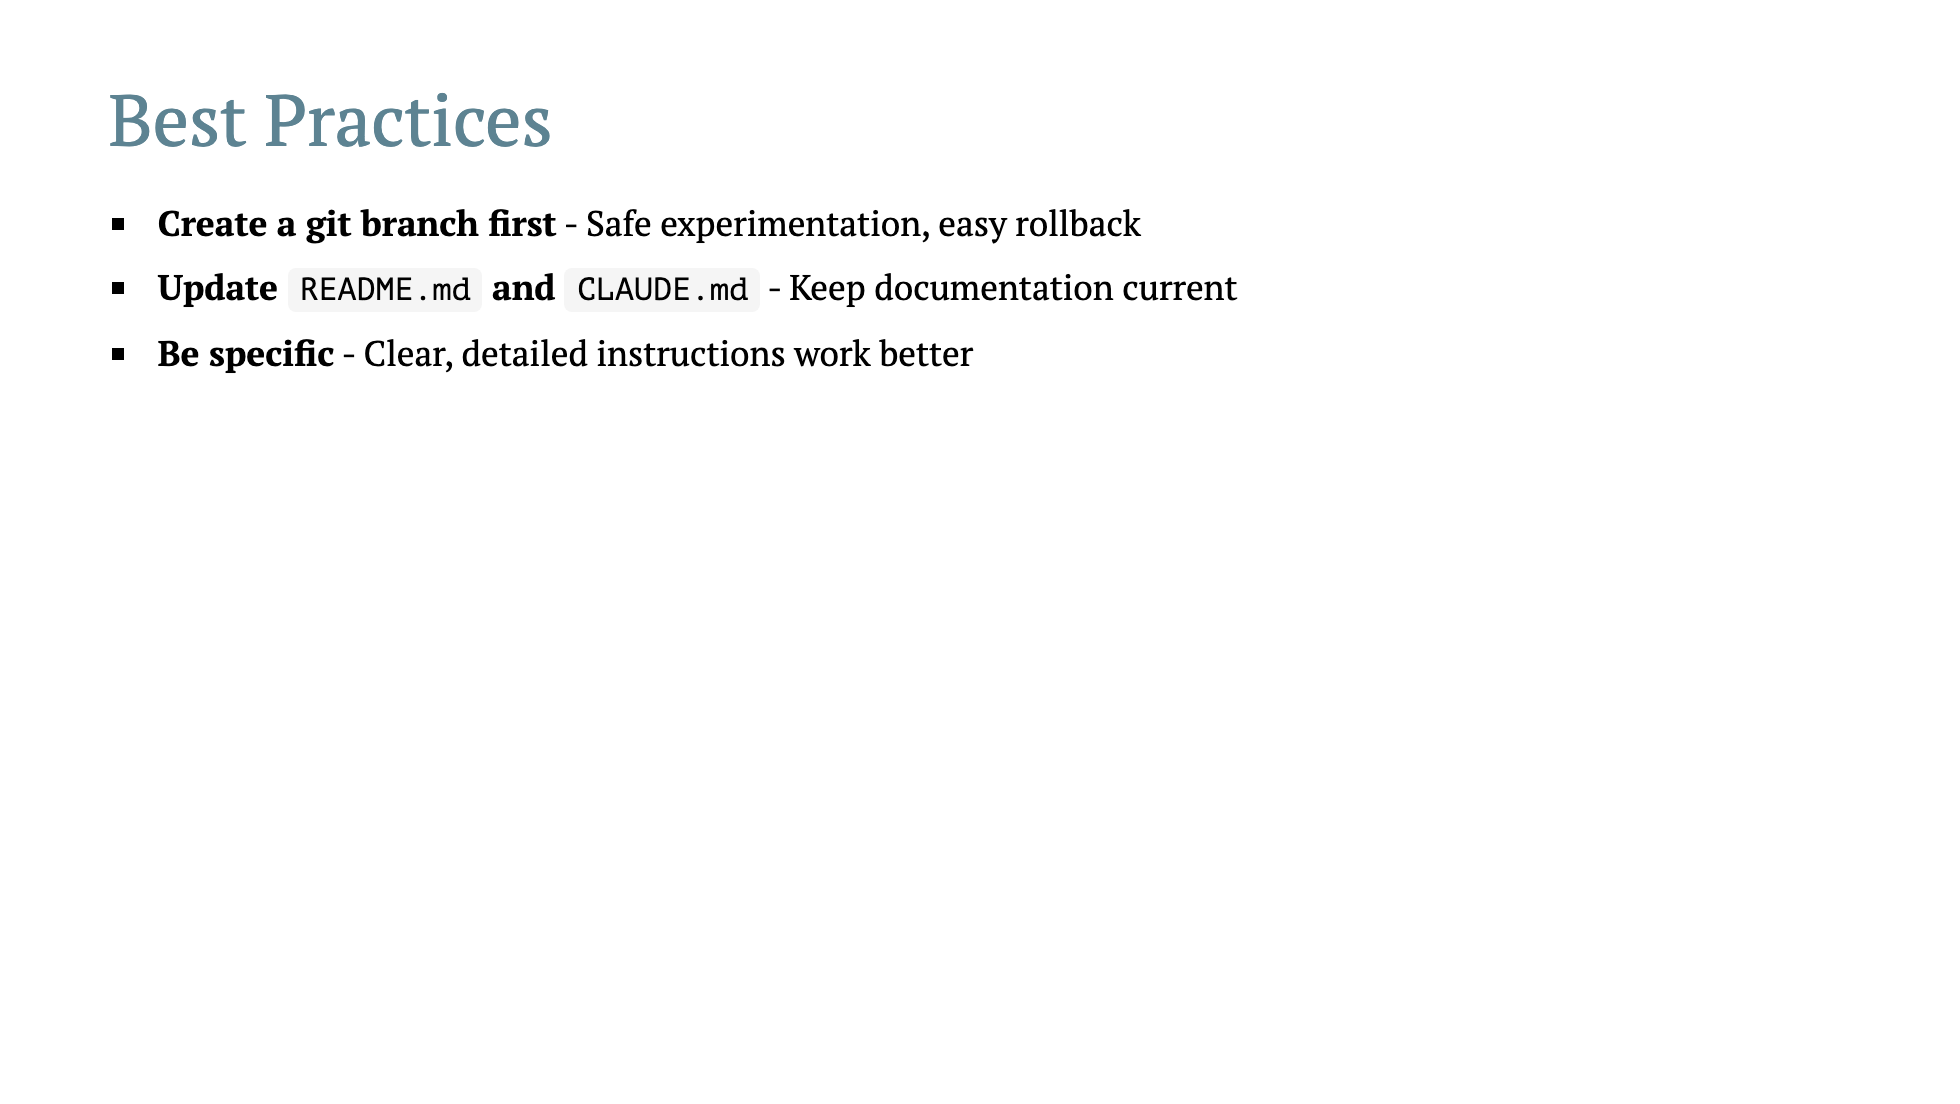 Best Practices
▪ Create a git branch first - Safe experimentation, easy rollback
▪ Update README.md and CLAUDE.md - Keep documentation current
▪ Be specific - Clear, detailed instructions work better